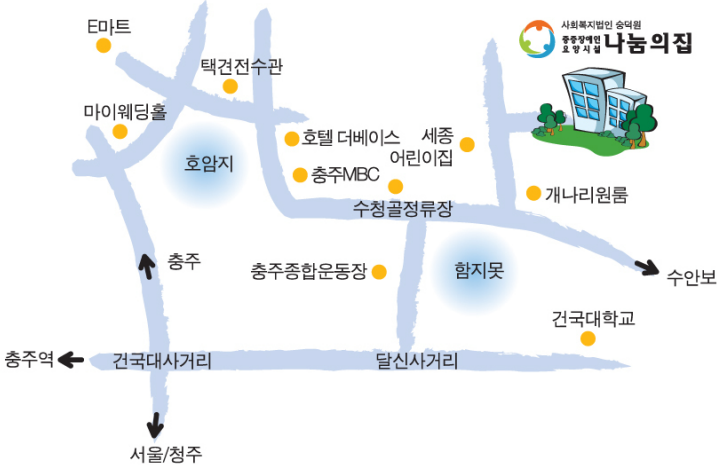 E마트
사회복지법인 숭덕원
중증장애인
요양시설
나눔의집
택견전수관
마이웨딩홀
호텔 더베이스
세종
어린이집
호암지
충주MBC
개나리원룸
수청골정류장
충주
충주종합운동장
함지못
수안보
건국대학교
충주역
건국대사거리
달신사거리
서울/청주